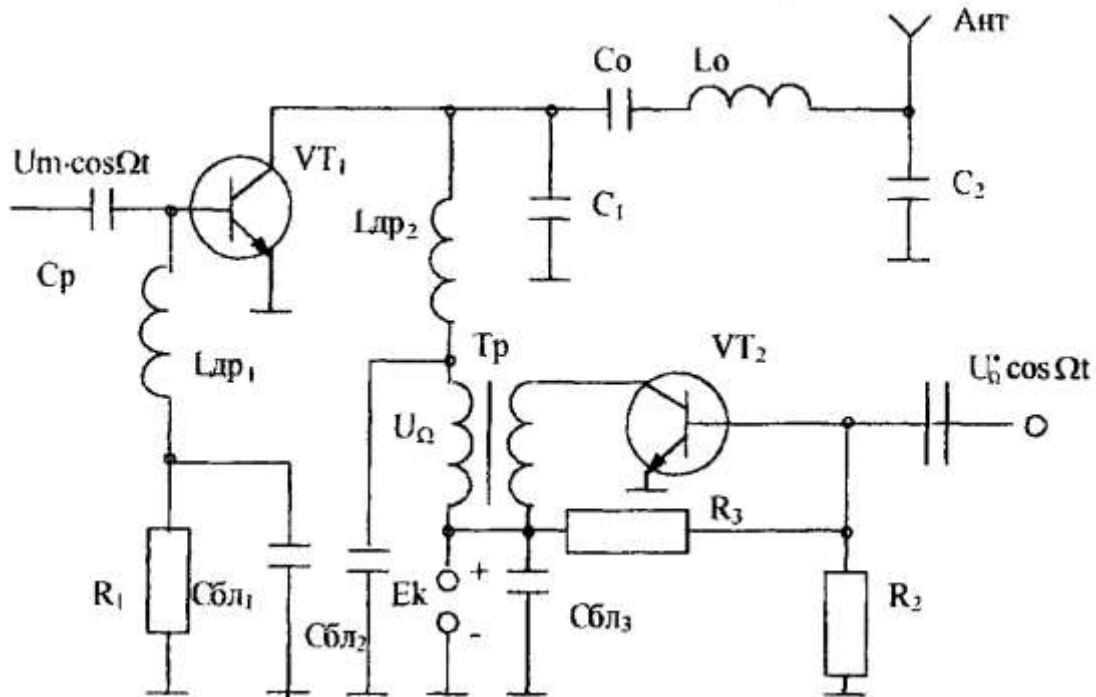 Ант
Co
Lo
Um·cosΩt
VT₁
Lдр₂
C₁
C₂
Cp
Lдр₁
Tp
VT₂
cosΩt
U_Ω
R₃
R₁
Cбл₁
Cбл₂
Ek
+
-
Cбл₃
R₂